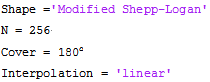 Shape ='Modified Shepp-Logan'
N = 256
Cover = 180°
Interpolation = 'linear'